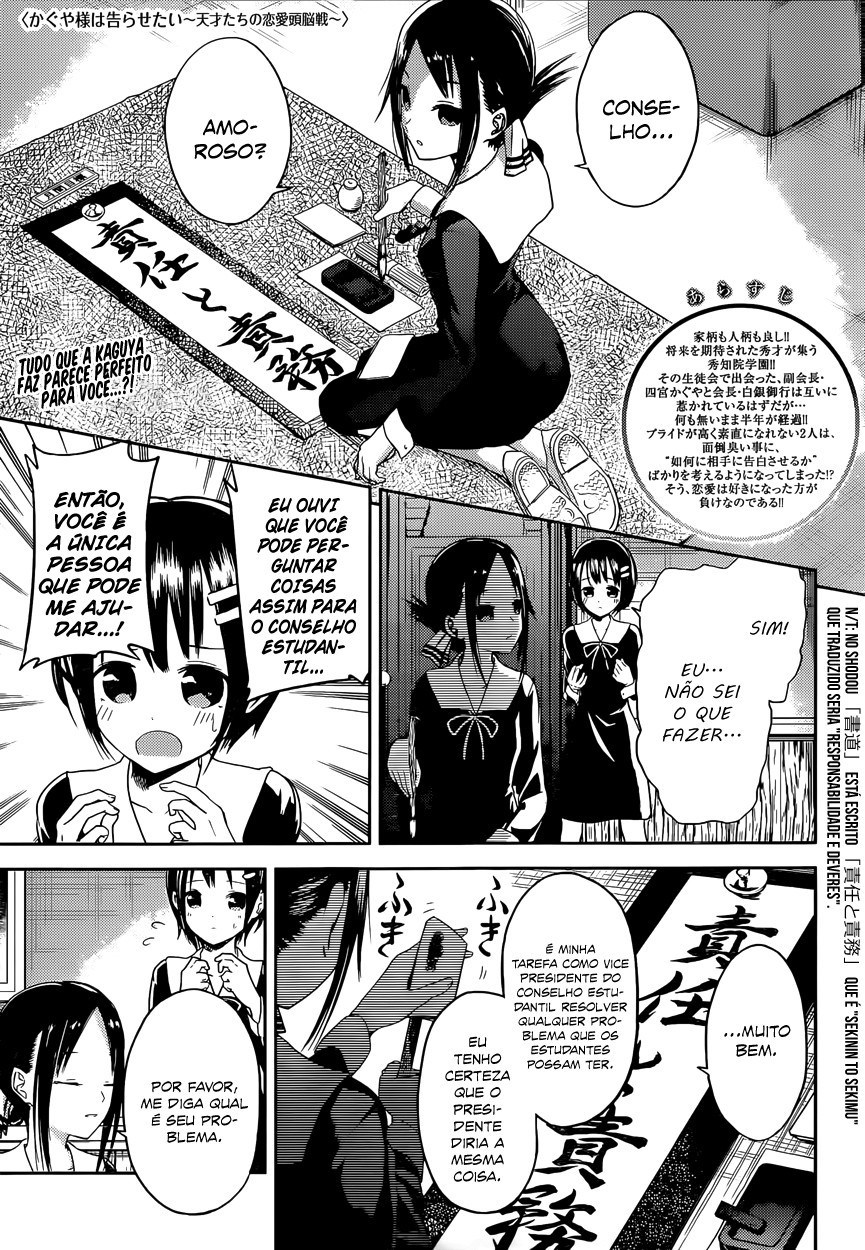 〈かぐや様は告らせたい～天才たちの恋愛頭脳戦～〉
CONSE-
LHO...
AMO-
ROSO?
責任と責務
TUDO QUE A KAGUYA
FAZ PARECE PERFEITO
PARA VOCÊ...?!
あらすじ
家柄も人柄も良し!!
将来を期待された秀才が集う
秀知院学園!!
その生徒会で出会った、副会長・
四宮かぐやと会長・白銀御行は互いに
惹かれているはずだが…
何も無いまま半年が経過!!
プライドが高く素直になれない2人は、
面倒臭い事に、
“如何に相手に告白させるか”
ばかりを考えるようになってしまった!?
そう、恋愛は好きになった方が
負けなのである!!
SIM!
EU...
NÃO SEI
O QUE
FAZER...
EU OUVI
QUE VOCÊ
PODE PER-
GUNTAR
COISAS
ASSIM PARA
O CONSELHO
ESTUDAN-
TIL...
ENTÃO,
VOCÊ É
A ÚNICA
PESSOA
QUE PODE
ME AJU-
DAR...!
N/T: NO SHODOU 「書道」 ESTÁ ESCRITO 「責任と責務」 QUE É "SEKININ TO SEKIMU"
QUE TRADUZIDO SERIA "RESPONSABILIDADE E DEVERES".
...MUITO
BEM.
責任と責務
É MINHA
TAREFA COMO VICE
PRESIDENTE DO
CONSELHO ESTU-
DANTIL RESOLVER
QUALQUER PRO-
BLEMA QUE OS
ESTUDANTES
POSSAM TER.
EU
TENHO
CERTEZA
QUE O
PRESI-
DENTE
DIRIA A
MESMA
COISA.
ふき
ふき
POR FAVOR,
ME DIGA QUAL
É SEU PRO-
BLEMA.